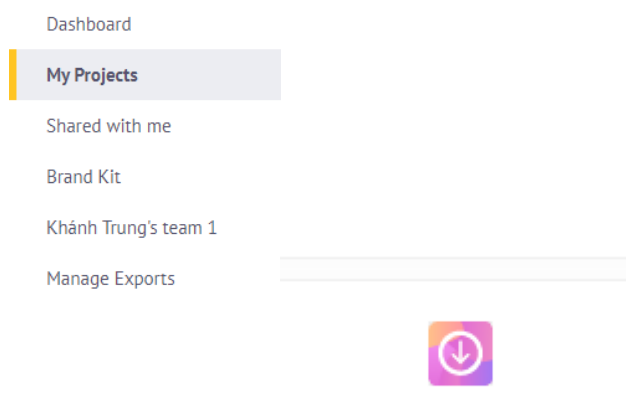 Dashboard
My Projects
Shared with me
Brand Kit
Khánh Trung's team 1
Manage Exports